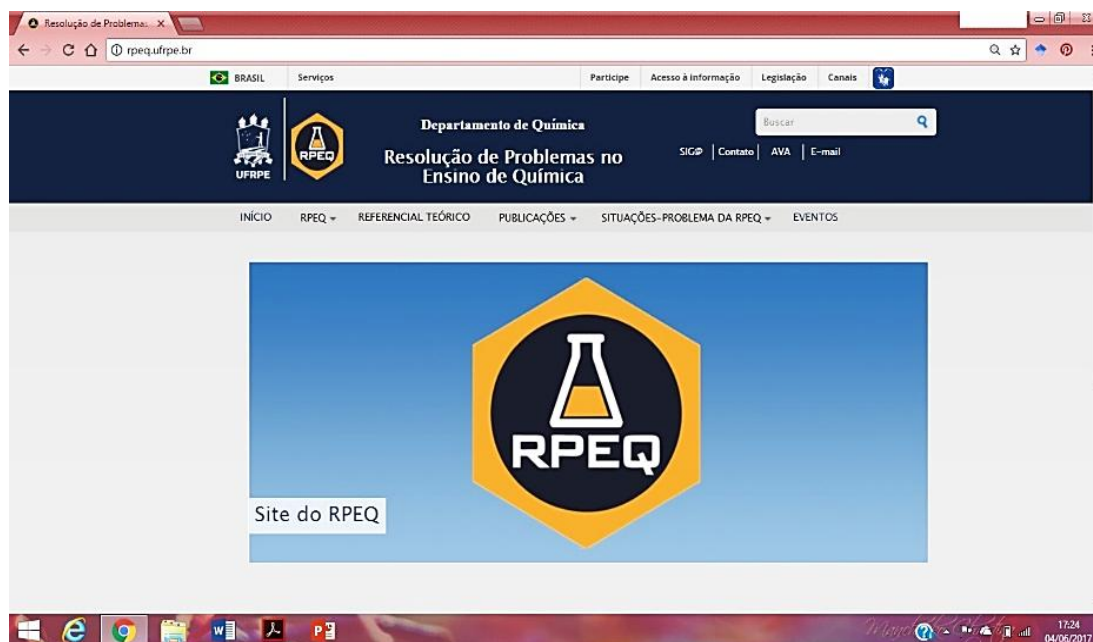 Resolução de Problema:
rpeq.ufrpe.br
BRASIL Serviços Participe Acesso à informação Legislação Canais
Departamento de Química
Resolução de Problemas no
Ensino de Química
UFRPE
RPEQ
Buscar
SIG@ | Contato | AVA | E-mail
INÍCIO RPEQ REFERENCIAL TEÓRICO PUBLICAÇÕES SITUAÇÕES-PROBLEMA DA RPEQ EVENTOS
RPEQ
Site do RPEQ
17:24
04/06/2017